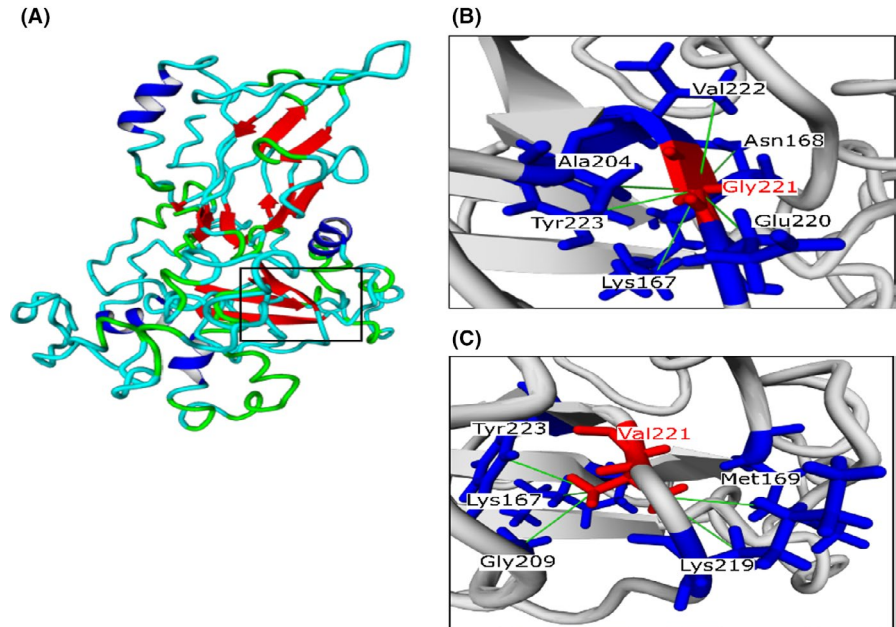 (A)
(B)
Val222
Asn168
Ala204
Gly221
Tyr223
Glu220
Lys167
(C)
Tyr223
Val221
Met169
Lys167
Gly209
Lys219